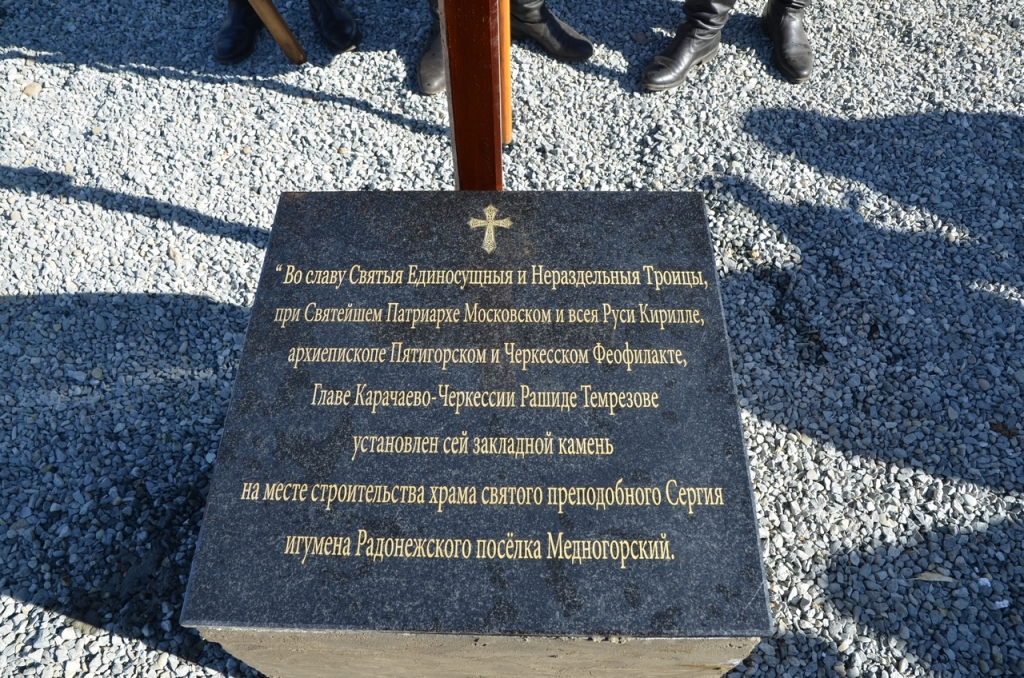 “ Во славу Святыя Единосущныя и Нераздельныя Троицы,
при Святейшем Патриархе Московском и всея Руси Кирилле,
архиепископе Пятигорском и Черкесском Феофилакте,
Главе Карачаево-Черкессии Рашиде Темрезове
установлен сей закладной камень
на месте строительства храма святого преподобного Сергия
игумена Радонежского посёлка Медногорский.